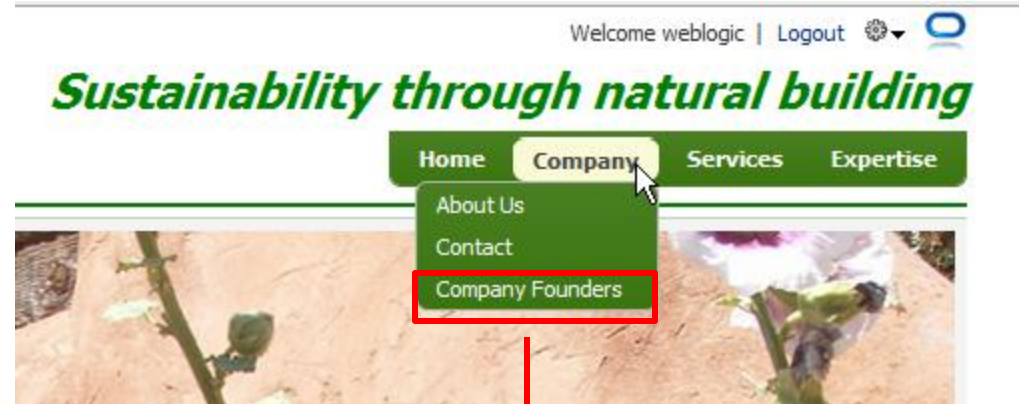 Welcome weblogic | Logout
Sustainability through natural building
Home Company Services Expertise
About Us
Contact
Company Founders